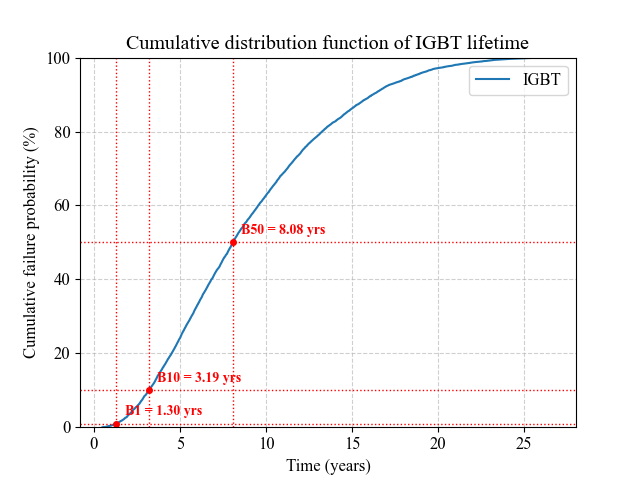 Cumulative distribution function of IGBT lifetime
IGBT
Cumulative failure probability (%)
100
80
60
40
20
0
B50 = 8.08 yrs
B10 = 3.19 yrs
B1 = 1.30 yrs
0 5 10 15 20 25
Time (years)